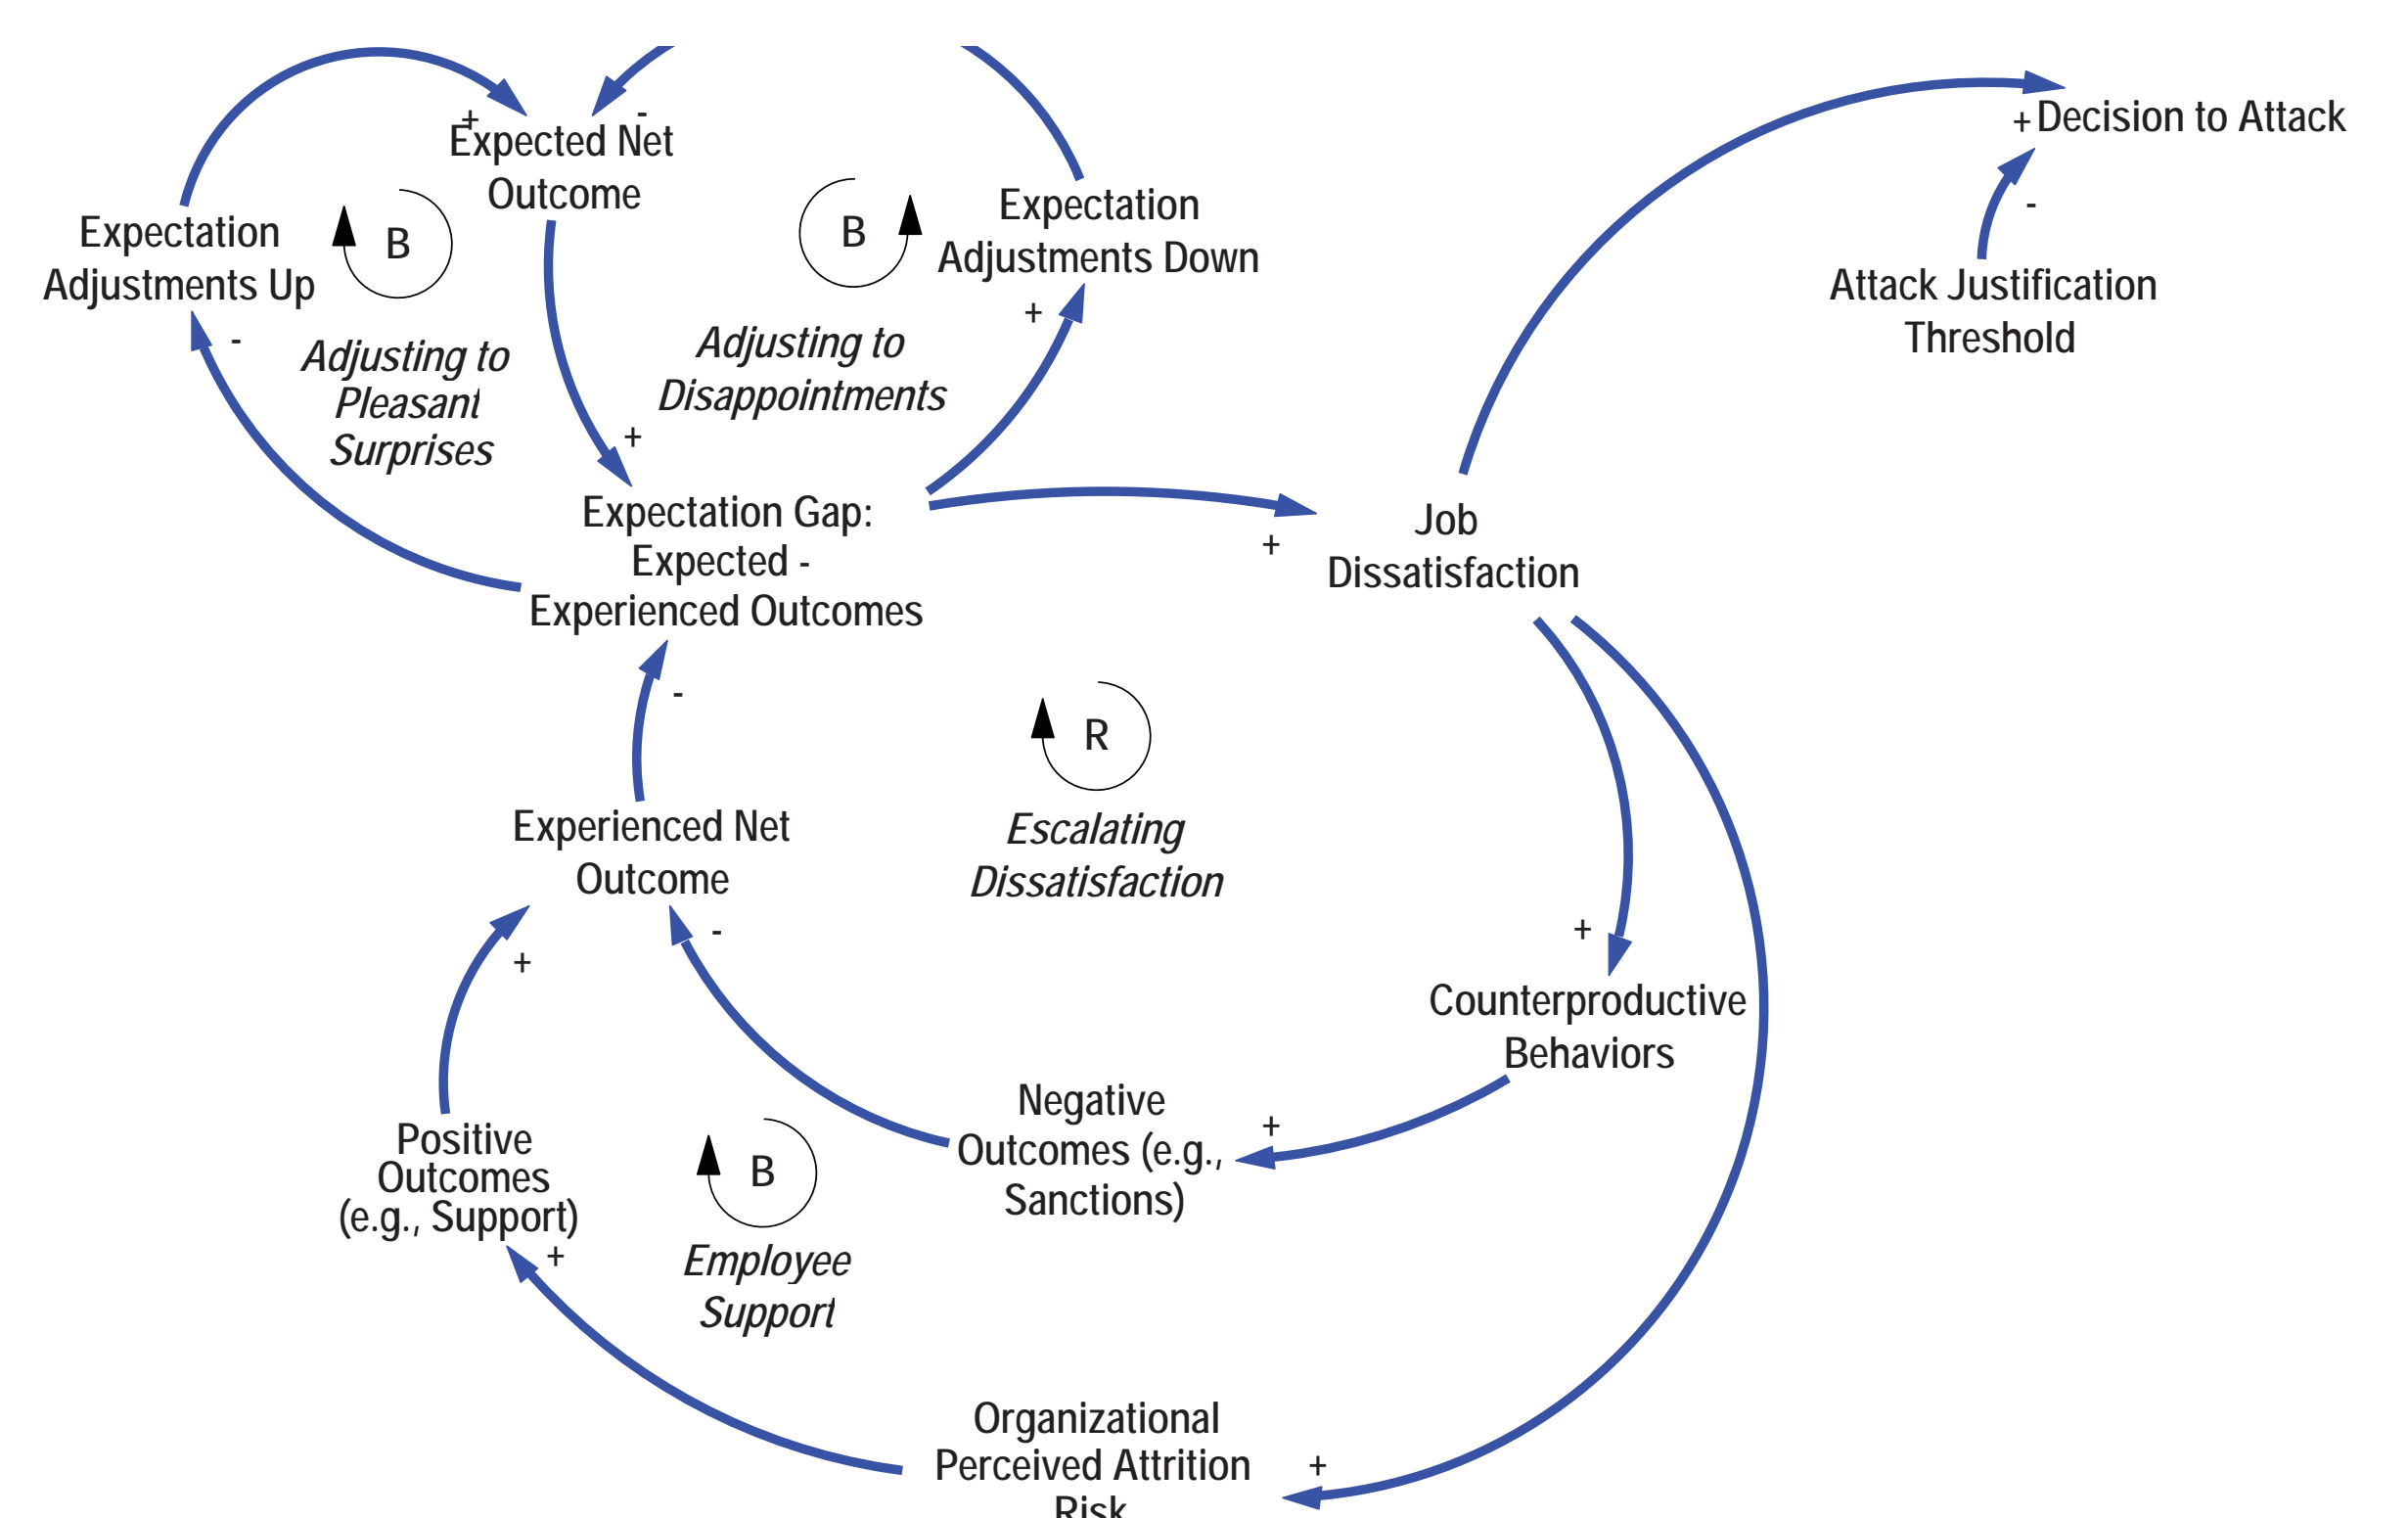 +
-
Expected Net
Outcome
+ Decision to Attack
-
Expectation
Adjustments Up
B
B
Expectation
Adjustments Down
Attack Justification
Threshold
-
+
Adjusting to
Pleasant
Surprises
Adjusting to
Disappointments
+
Expectation Gap:
Expected -
Experienced Outcomes
+
Job
Dissatisfaction
-
R
Experienced Net
Outcome
Escalating
Dissatisfaction
-
+
+
Counterproductive
Behaviors
Negative
Outcomes (e.g.,
Sanctions)
+
Positive
Outcomes
(e.g., Support)
+
B
Employee
Support
Organizational
Perceived Attrition
Risk
+